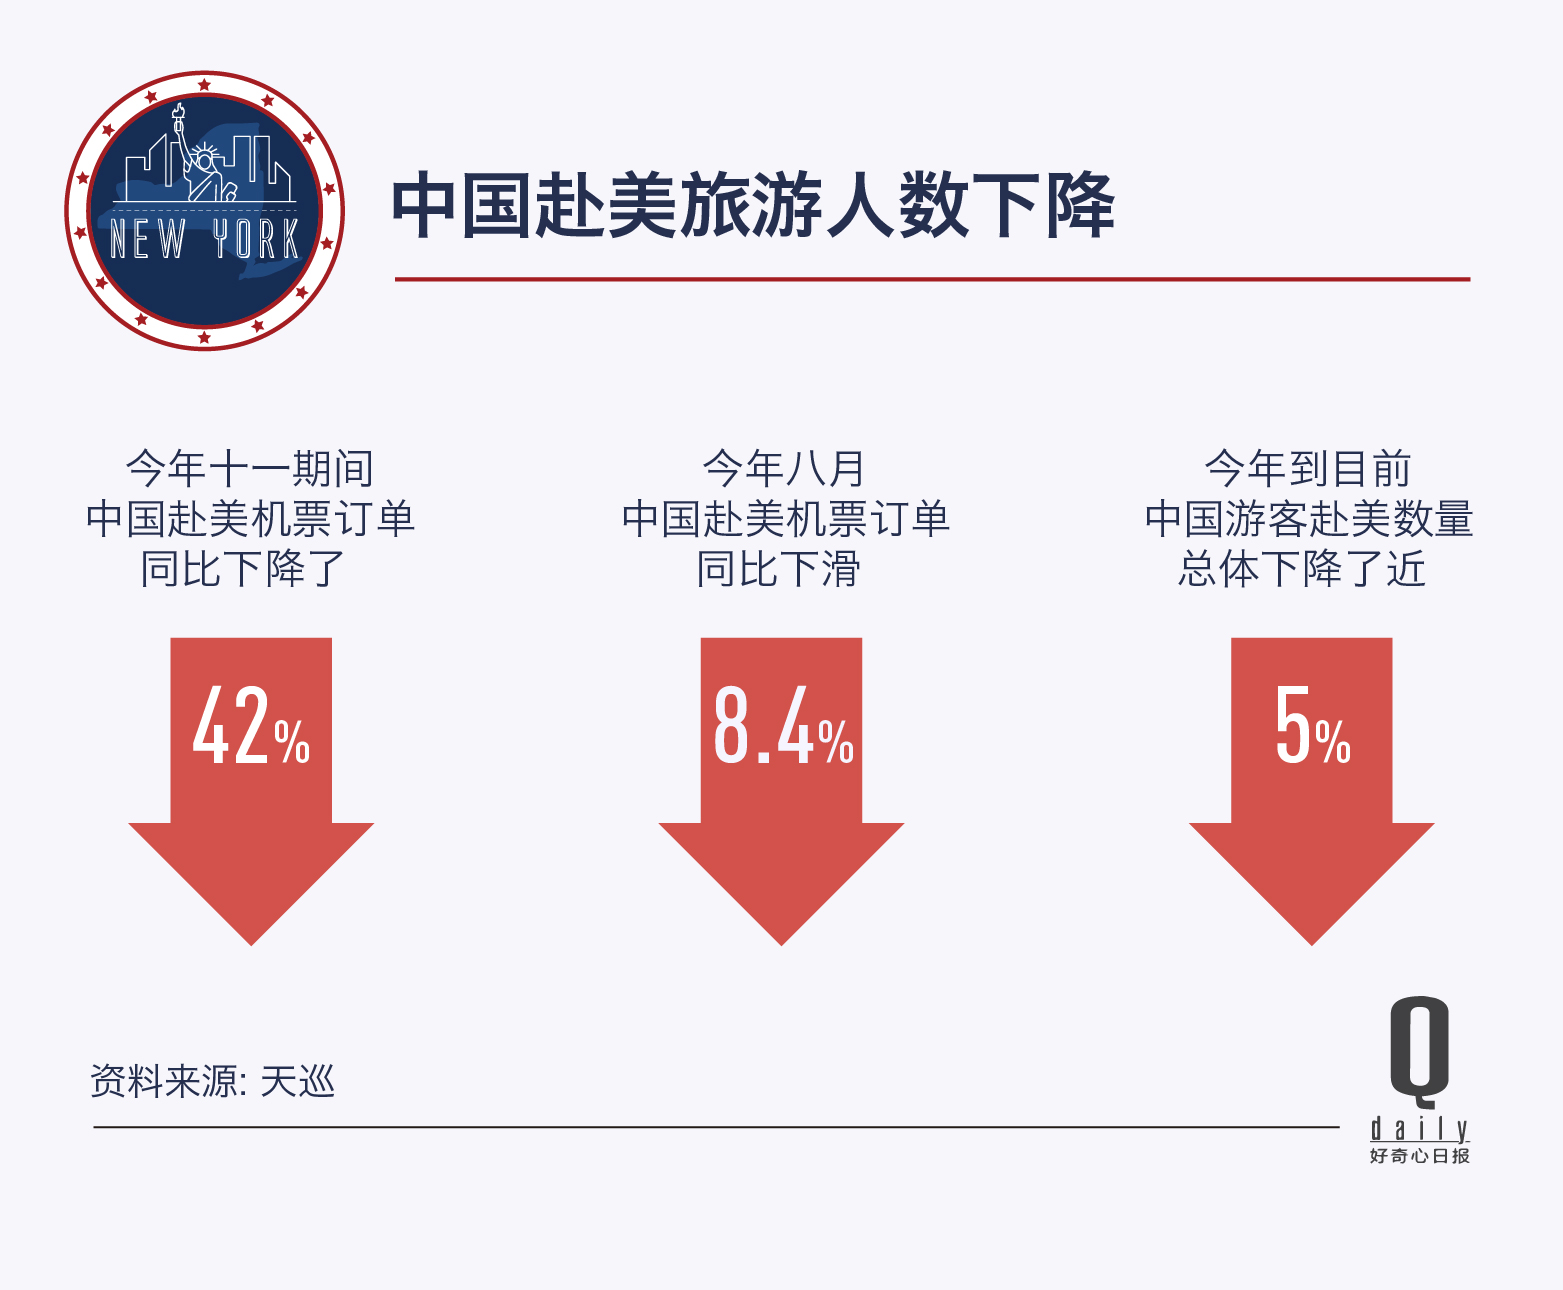 NEW YORK
中国赴美旅游人数下降
今年十一期间
中国赴美机票订单
同比下降了
42%
今年八月
中国赴美机票订单
同比下滑
8.4%
今年到目前
中国游客赴美数量
总体下降了近
5%
资料来源: 天巡
Q
daily
好奇心日报